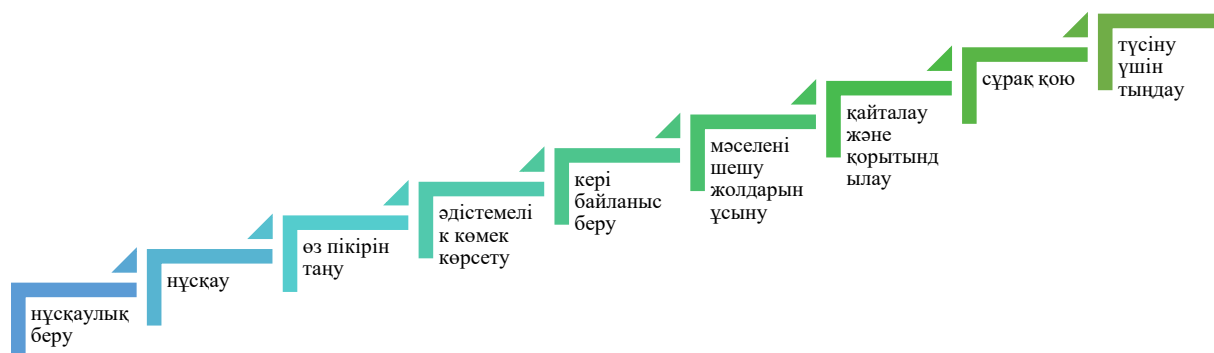 нұсқаулық
беру
нұсқау
өз пікірін
таңу
әдістемелі
к көмек
көрсету
кері
байланыс
беру
мәселені
шешу
жолдарын
ұсыну
қайталау
және
қорытынд
ылау
сұрақ қою
түсіну
үшін
тыңдау